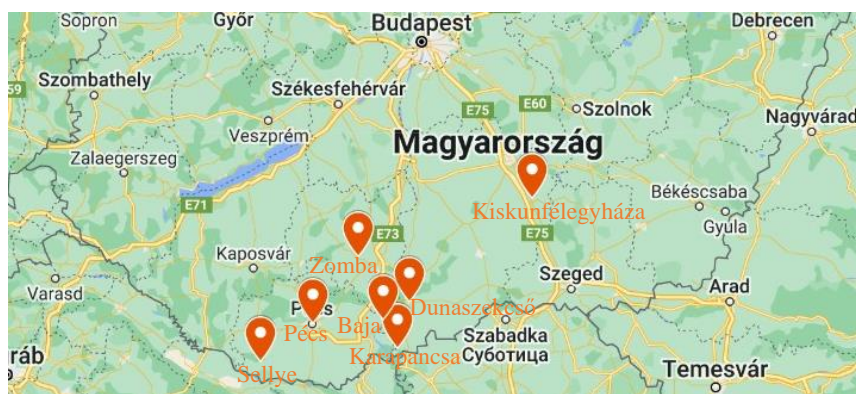 Sopron
Győr
Budapest
Debrecen
E59
Szombathely
Székesfehérvár
E75
E60
Szolnok
Nagyvárad
Veszprém
Magyarország
Zalaegerszeg
E71
Kiskunfélegyháza
Békéscsaba
Gyula
E73
E75
Kaposvár
Zomba
Varasd
Szeged
Arad
Dunaszekcső
Pécs
Baja
Szabadka
Суботица
Karapancsa
Sellye
Temesvár